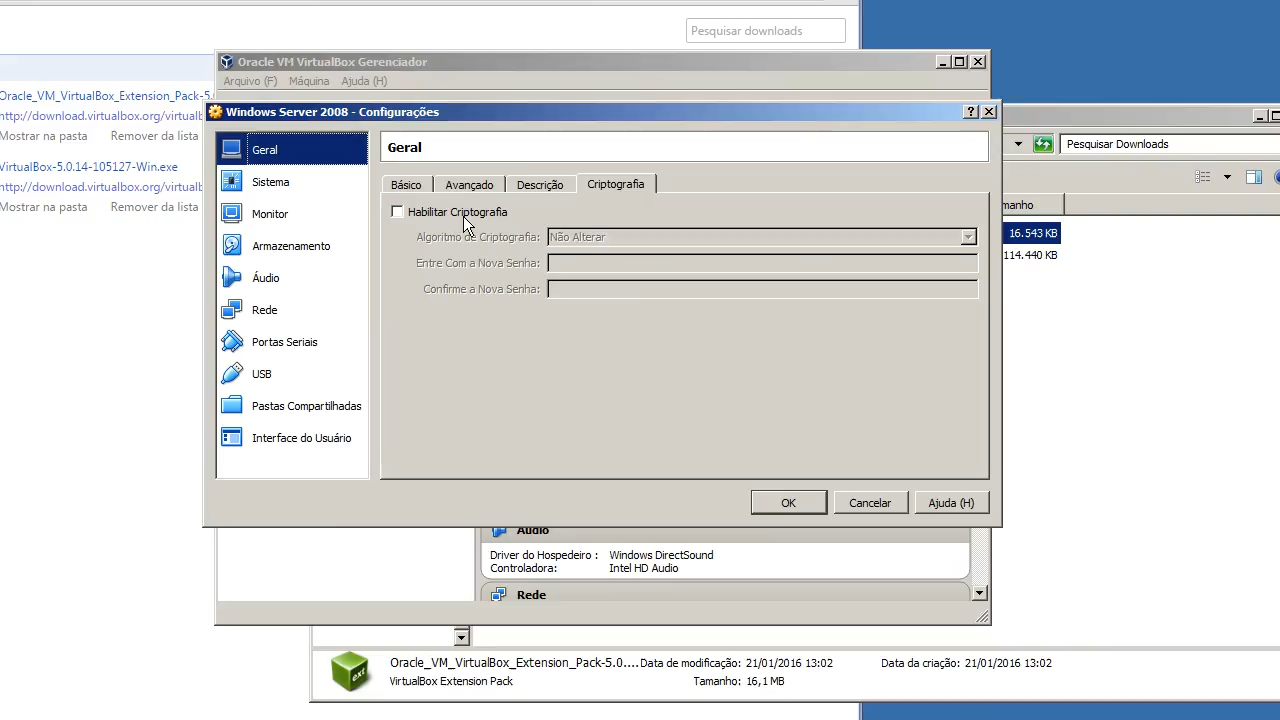 Pesquisar downloads
Oracle VM VirtualBox Gerenciador
Arquivo (F) Máquina Ajuda (H)
Oracle_VM_VirtualBox_Extension_Pack-5.0
http://download.virtualbox.org/virtualb
Mostrar na pasta Remover da lista
VirtualBox-5.0.14-105127-Win.exe
http://download.virtualbox.org/virtualb
Mostrar na pasta Remover da lista
Windows Server 2008 - Configurações
Pesquisar Downloads
manho
16.543 KB
114.440 KB
Geral
Sistema
Monitor
Armazenamento
Áudio
Rede
Portas Seriais
USB
Pastas Compartilhadas
Interface do Usuário
Geral
Básico Avançado Descrição Criptografia
Habilitar Criptografia
Algoritmo de Criptografia: Não Alterar
Entre Com a Nova Senha:
Confirme a Nova Senha:
OK Cancelar Ajuda (H)
Áudio
Driver do Hospedeiro : Windows DirectSound
Controladora: Intel HD Audio
Rede
Oracle_VM_VirtualBox_Extension_Pack-5.0.... Data de modificação: 21/01/2016 13:02 Data da criação: 21/01/2016 13:02
VirtualBox Extension Pack Tamanho: 16,1 MB
ext